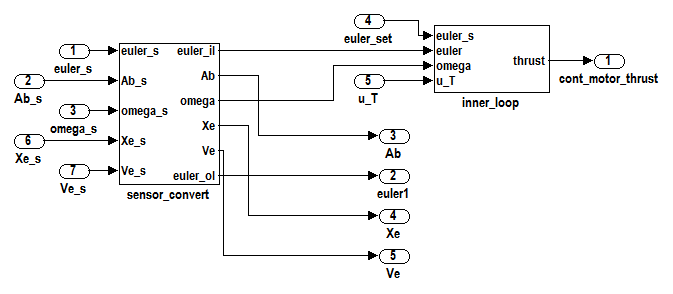 4
euler_set
euler_s
euler
omega
u_T
thrust
inner_loop
1
cont_motor_thrust
5
u_T
1
euler_s
2
Ab_s
3
omega_s
6
Xe_s
7
Ve_s
euler_s
Ab_s
omega_s
Xe_s
Ve_s
euler_il
Ab
omega
Xe
Ve
euler_ol
sensor_convert
3
Ab
2
euler1
4
Xe
5
Ve